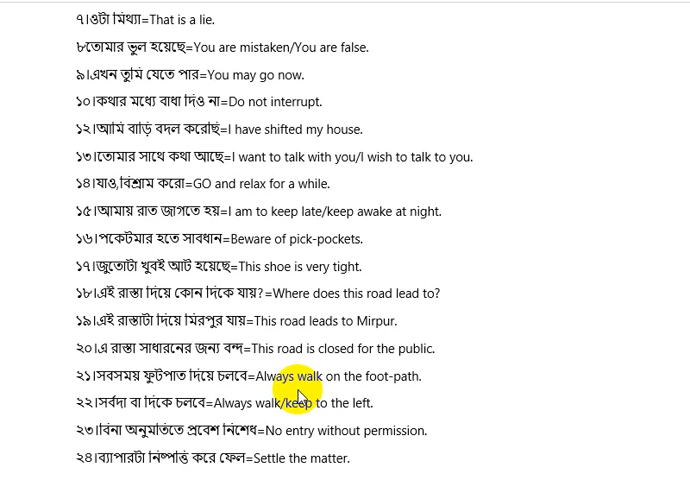 ৭।ওটা মিথ্যা=That is a lie.
৮তোমার ভুল হয়েছে=You are mistaken/You are false.
৯।এখন তুমি যেতে পার=You may go now.
১০।কথার মধ্যে বাধা দিও না=Do not interrupt.
১২।আমি বাড়ি বদল করেছি=I have shifted my house.
১৩।তোমার সাথে কথা আছে=I want to talk with you/I wish to talk to you.
১৪।যাও,বিশ্রাম করো=GO and relax for a while.
১৫।আমায় রাত জাগতে হয়=I am to keep late/keep awake at night.
১৬।পকেটমার হতে সাবধান=Beware of pick-pockets.
১৭।জুতোটা খুবই আট হয়েছে=This shoe is very tight.
১৮।এই রাস্তা দিয়ে কোন দিকে যায়?=Where does this road lead to?
১৯।এই রাস্তাটা দিয়ে মিরপুর যায়=This road leads to Mirpur.
২০।এ রাস্তা সাধারনের জন্য বন্দ=This road is closed for the public.
২১।সবসময় ফুটপাত দিয়ে চলবে=Always walk on the foot-path.
২২।সর্বদা বা দিকে চলবে=Always walk/keep to the left.
২৩।বিনা অনুমতিতে প্রবেশ নিশেধ=No entry without permission.
২৪।ব্যাপারটা নিষ্পত্তি করে ফেল=Settle the matter.